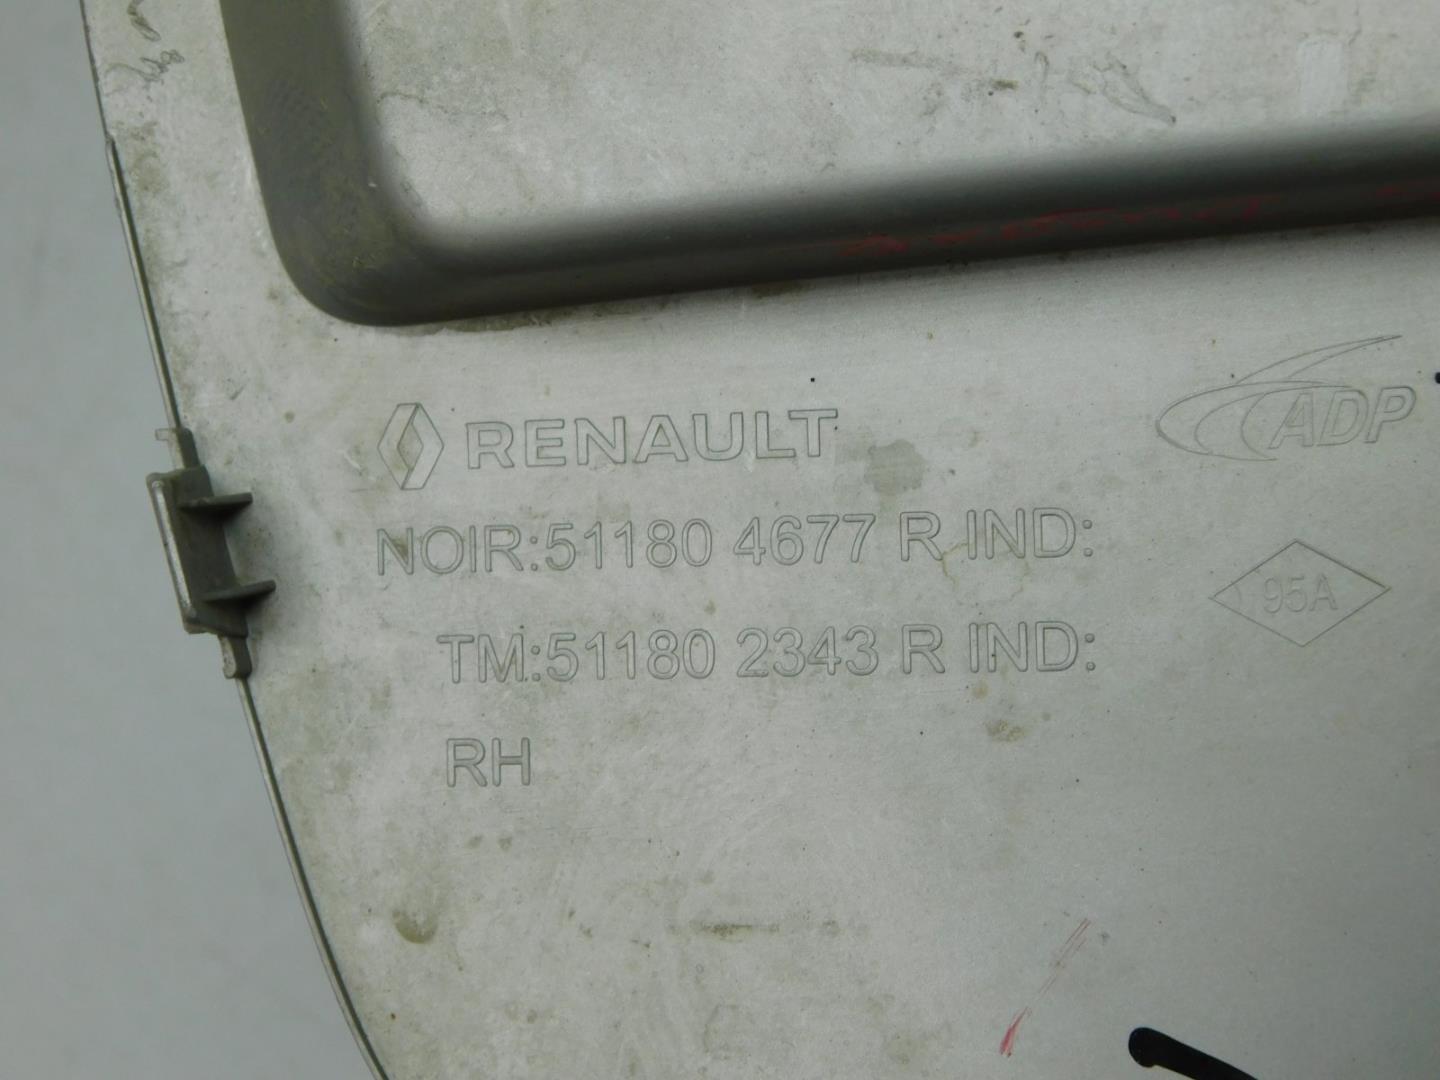 RENAULT
ADP
NOIR:51180 4677 R IND:
95A
TM:51180 2343 R IND:
RH